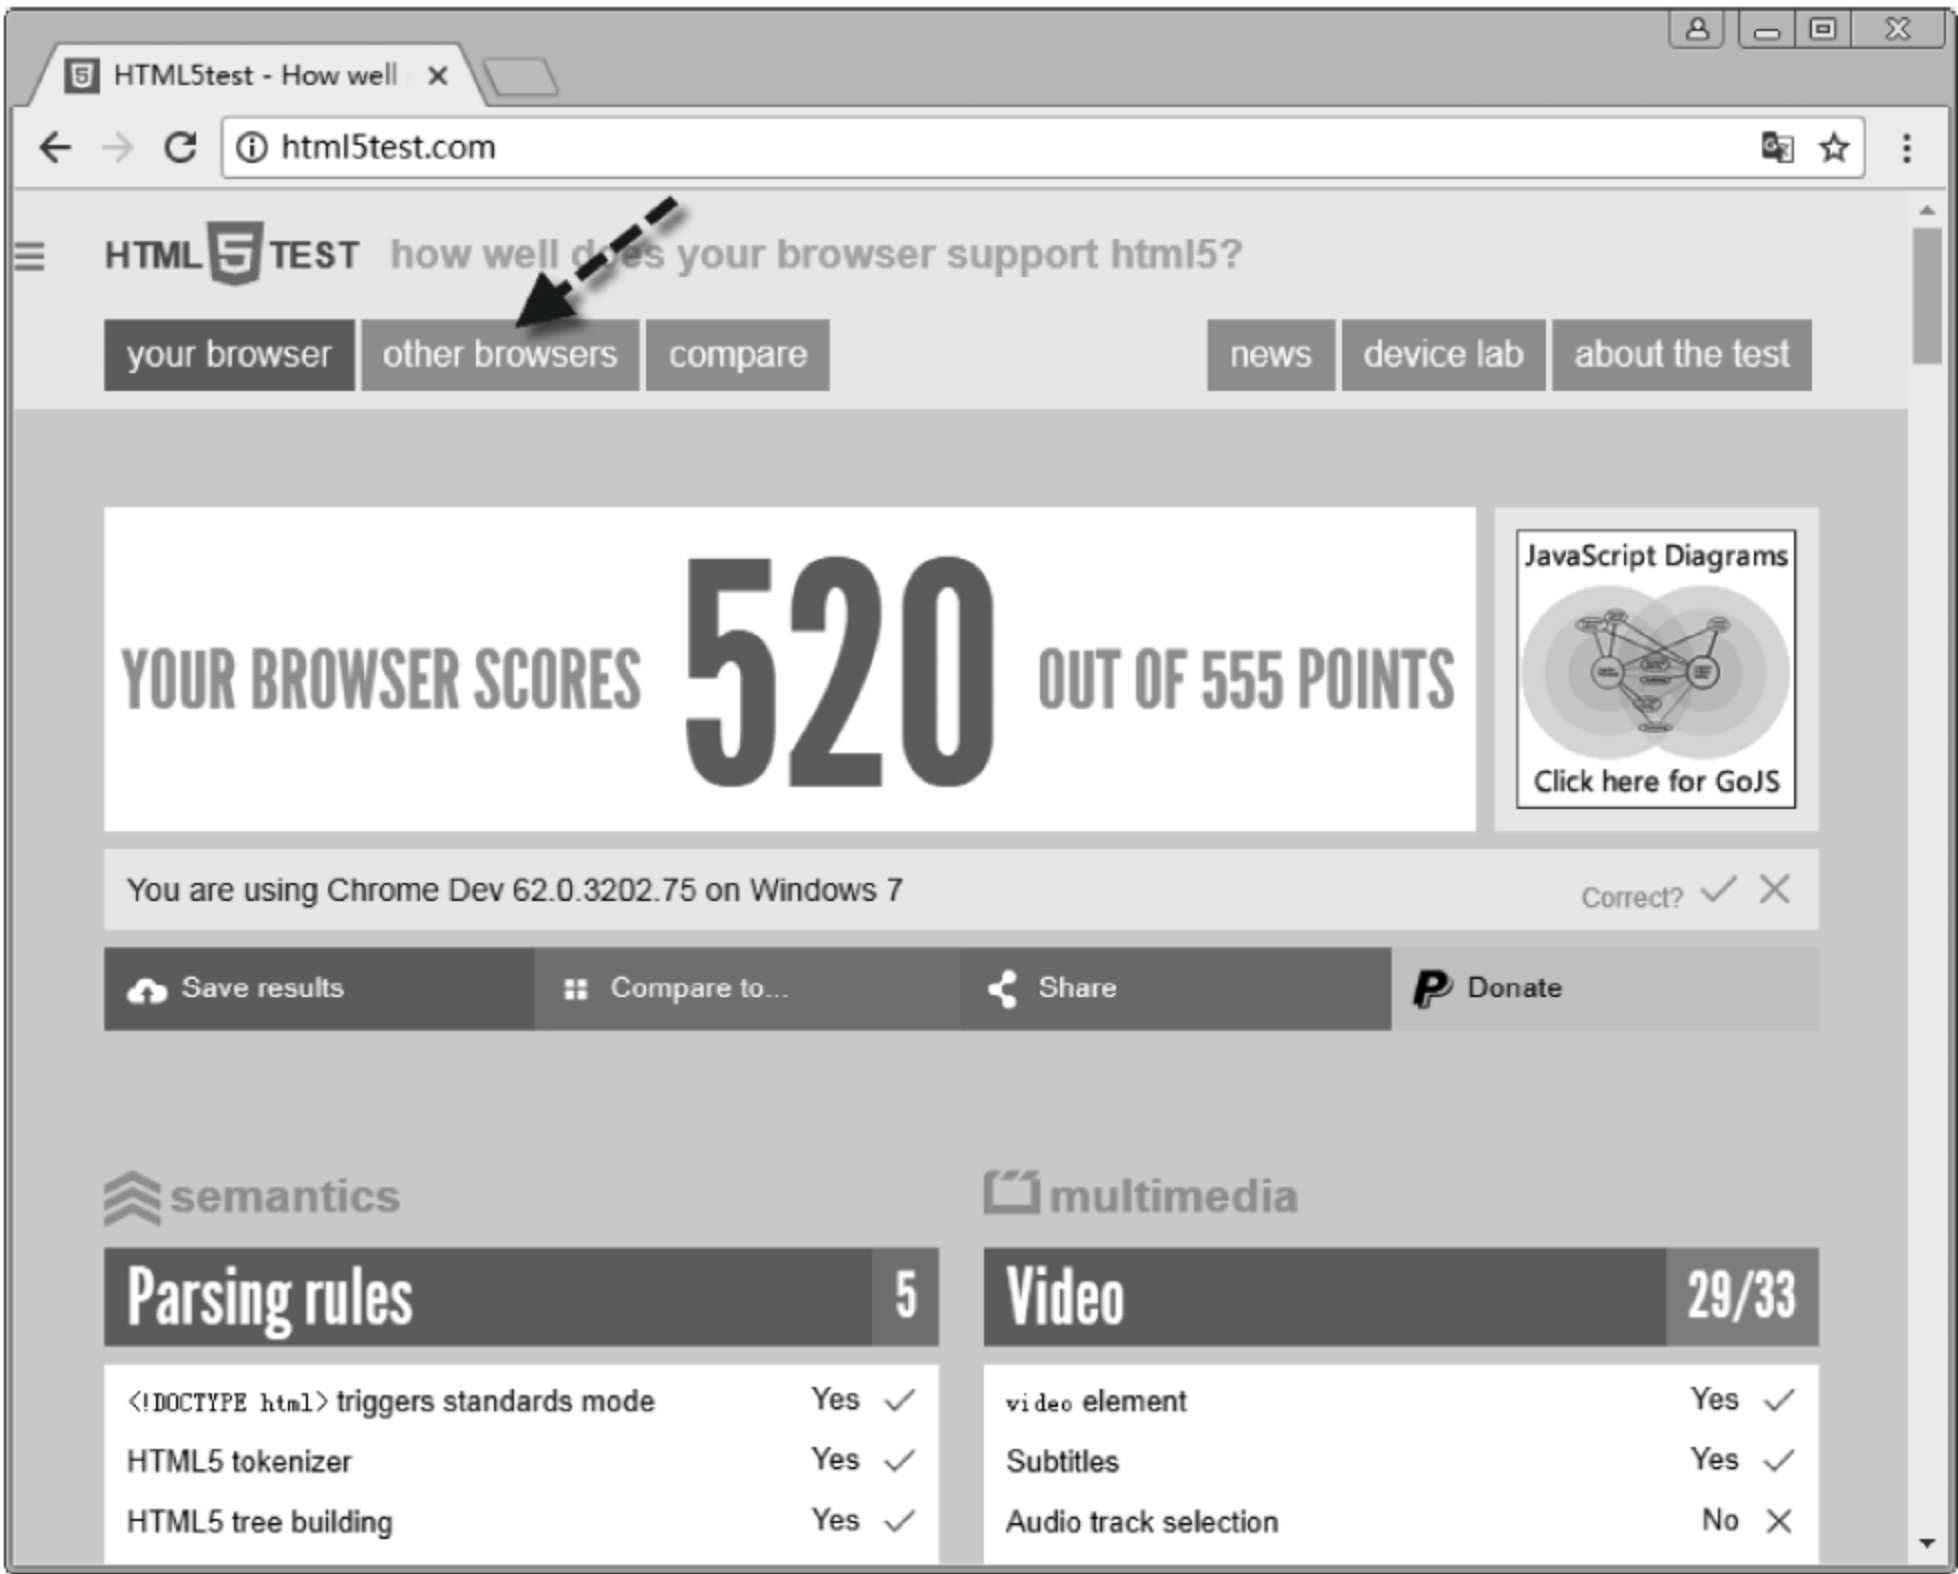 HTML5test - How well
html5test.com
HTML 5 TEST how well does your browser support html5?
your browser other browsers compare news device lab about the test
YOUR BROWSER SCORES 520 OUT OF 555 POINTS
JavaScript Diagrams
Click here for GoJS
You are using Chrome Dev 62.0.3202.75 on Windows 7 Correct?
Save results Compare to... Share Donate
semantics
Parsing rules 5
<!DOCTYPE html> triggers standards mode Yes
HTML5 tokenizer Yes
HTML5 tree building Yes
multimedia
Video 29/33
video element Yes
Subtitles Yes
Audio track selection No